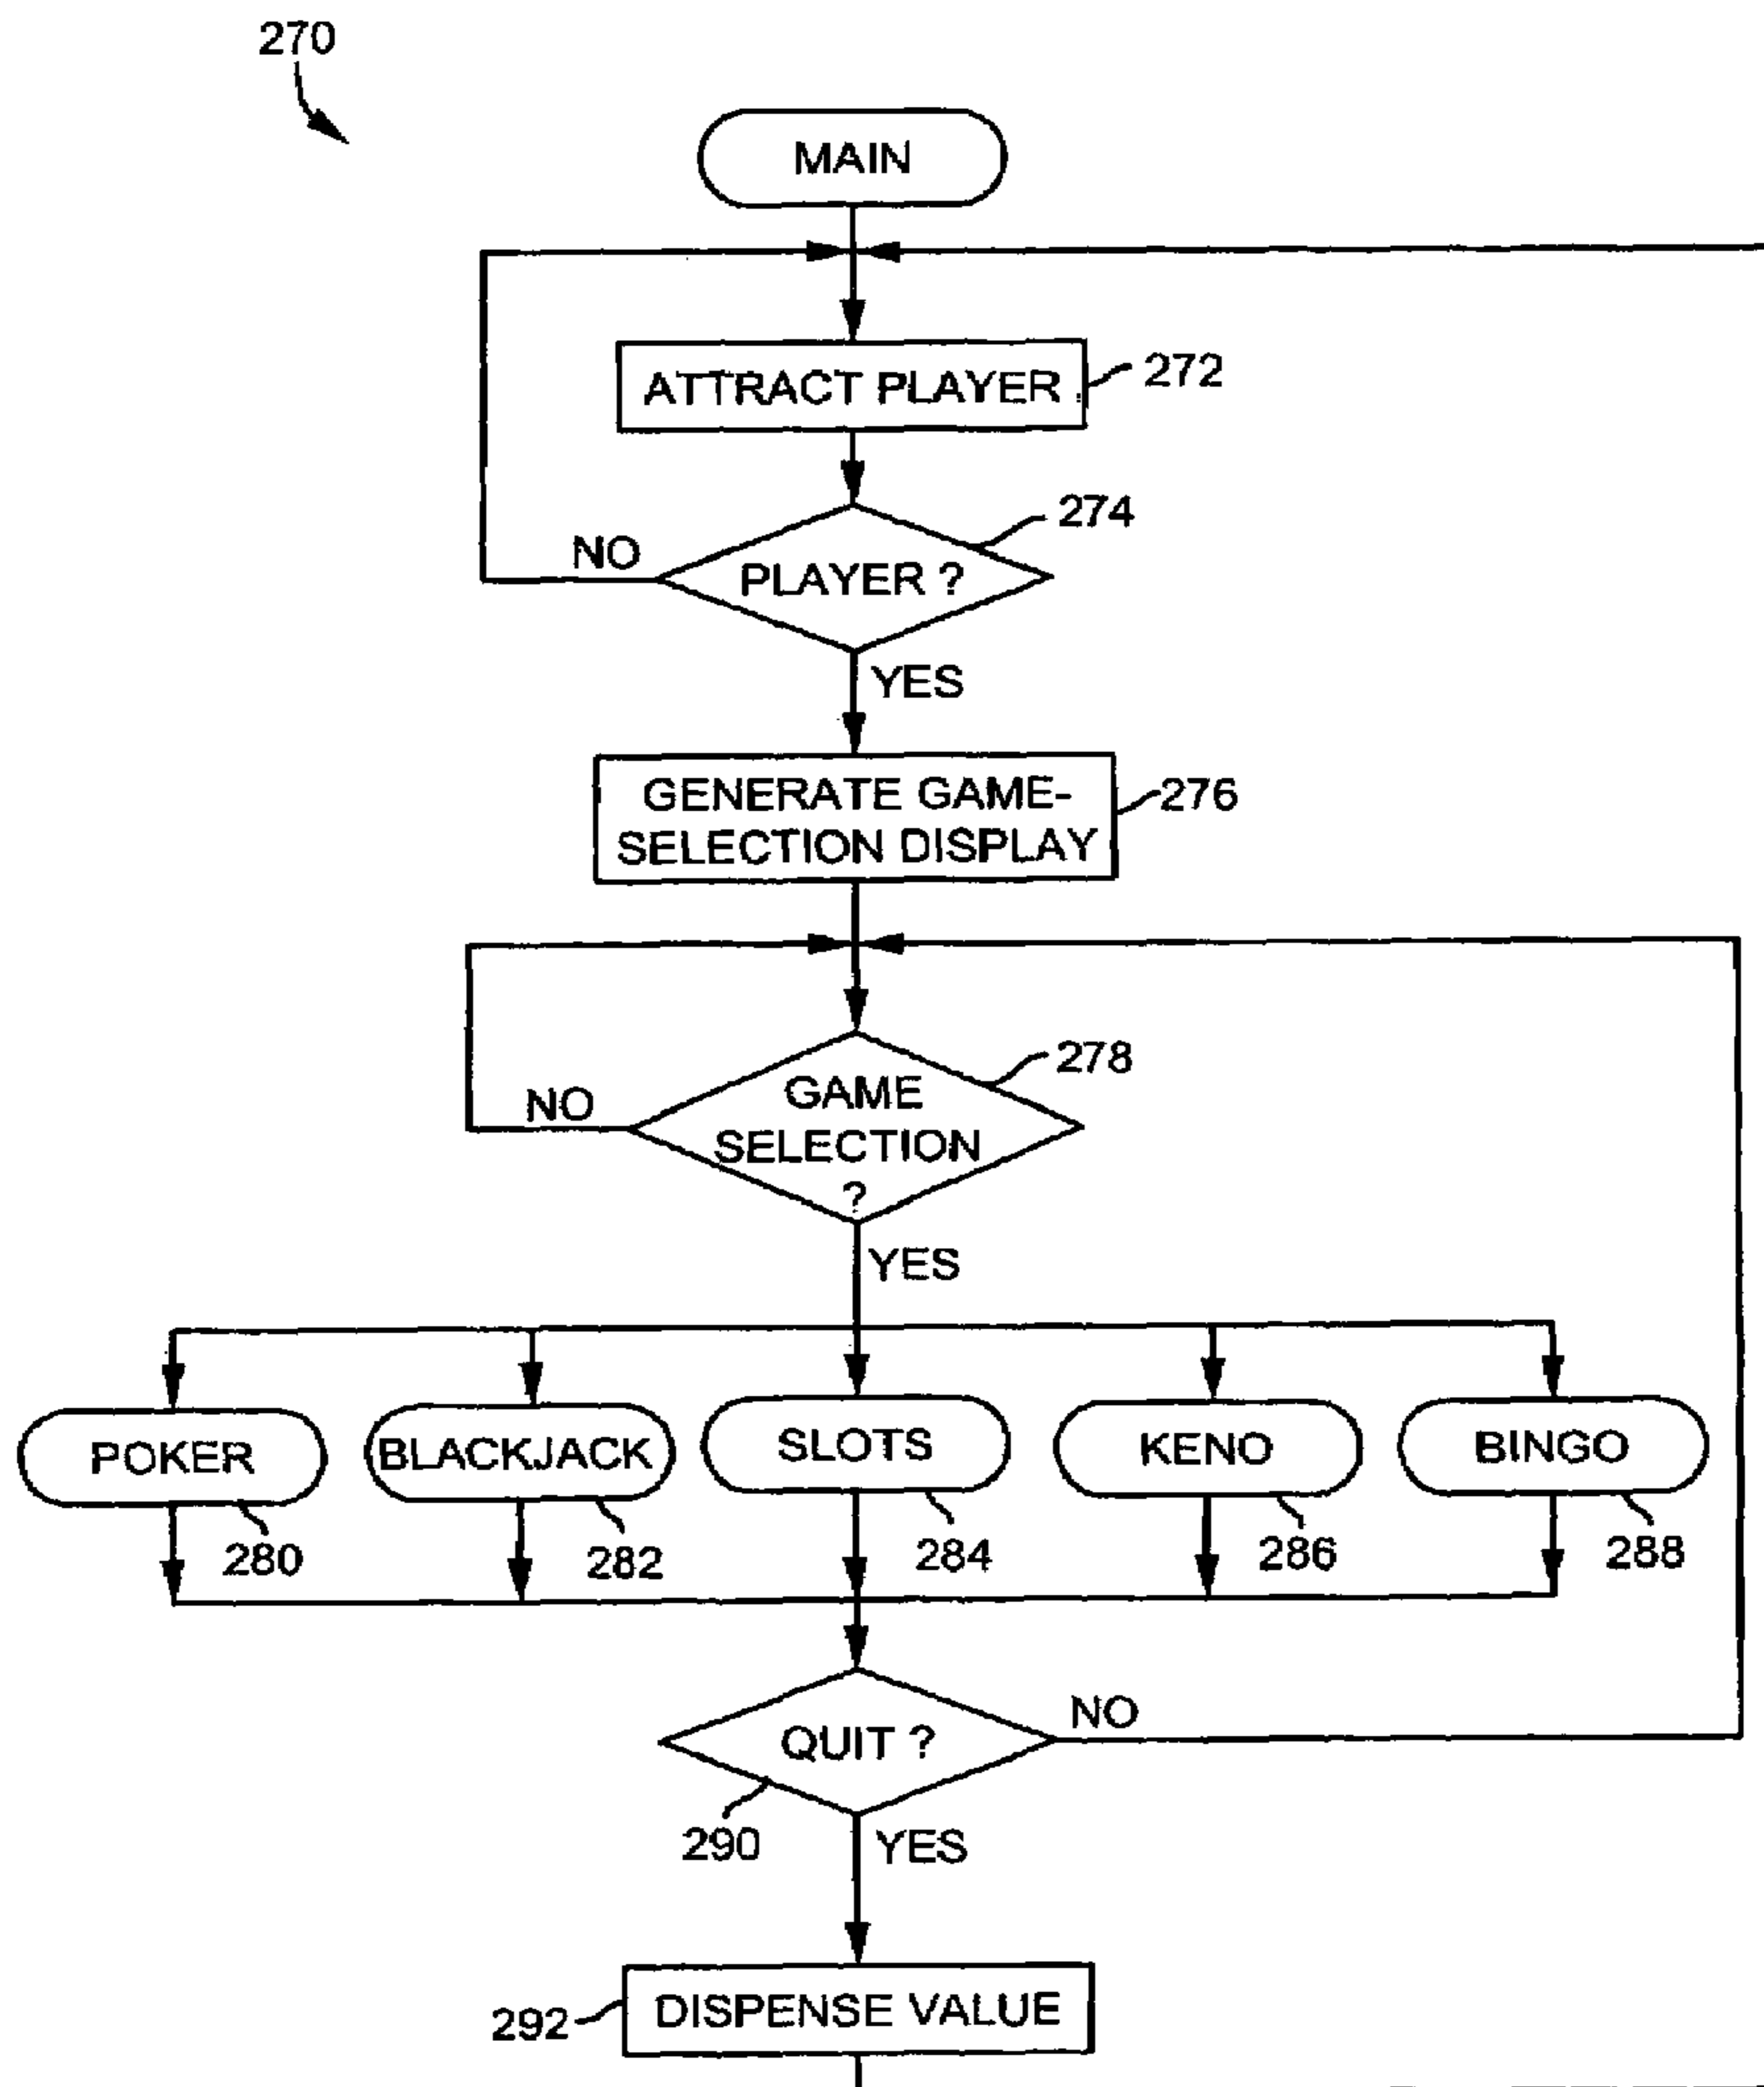 270
MAIN
ATTRACT PLAYER
272
274
NO
PLAYER ?
YES
GENERATE GAME-
SELECTION DISPLAY
276
278
NO
GAME
SELECTION
?
YES
POKER
BLACKJACK
SLOTS
KENO
BINGO
280
282
284
286
288
QUIT ?
NO
290
YES
292
DISPENSE VALUE